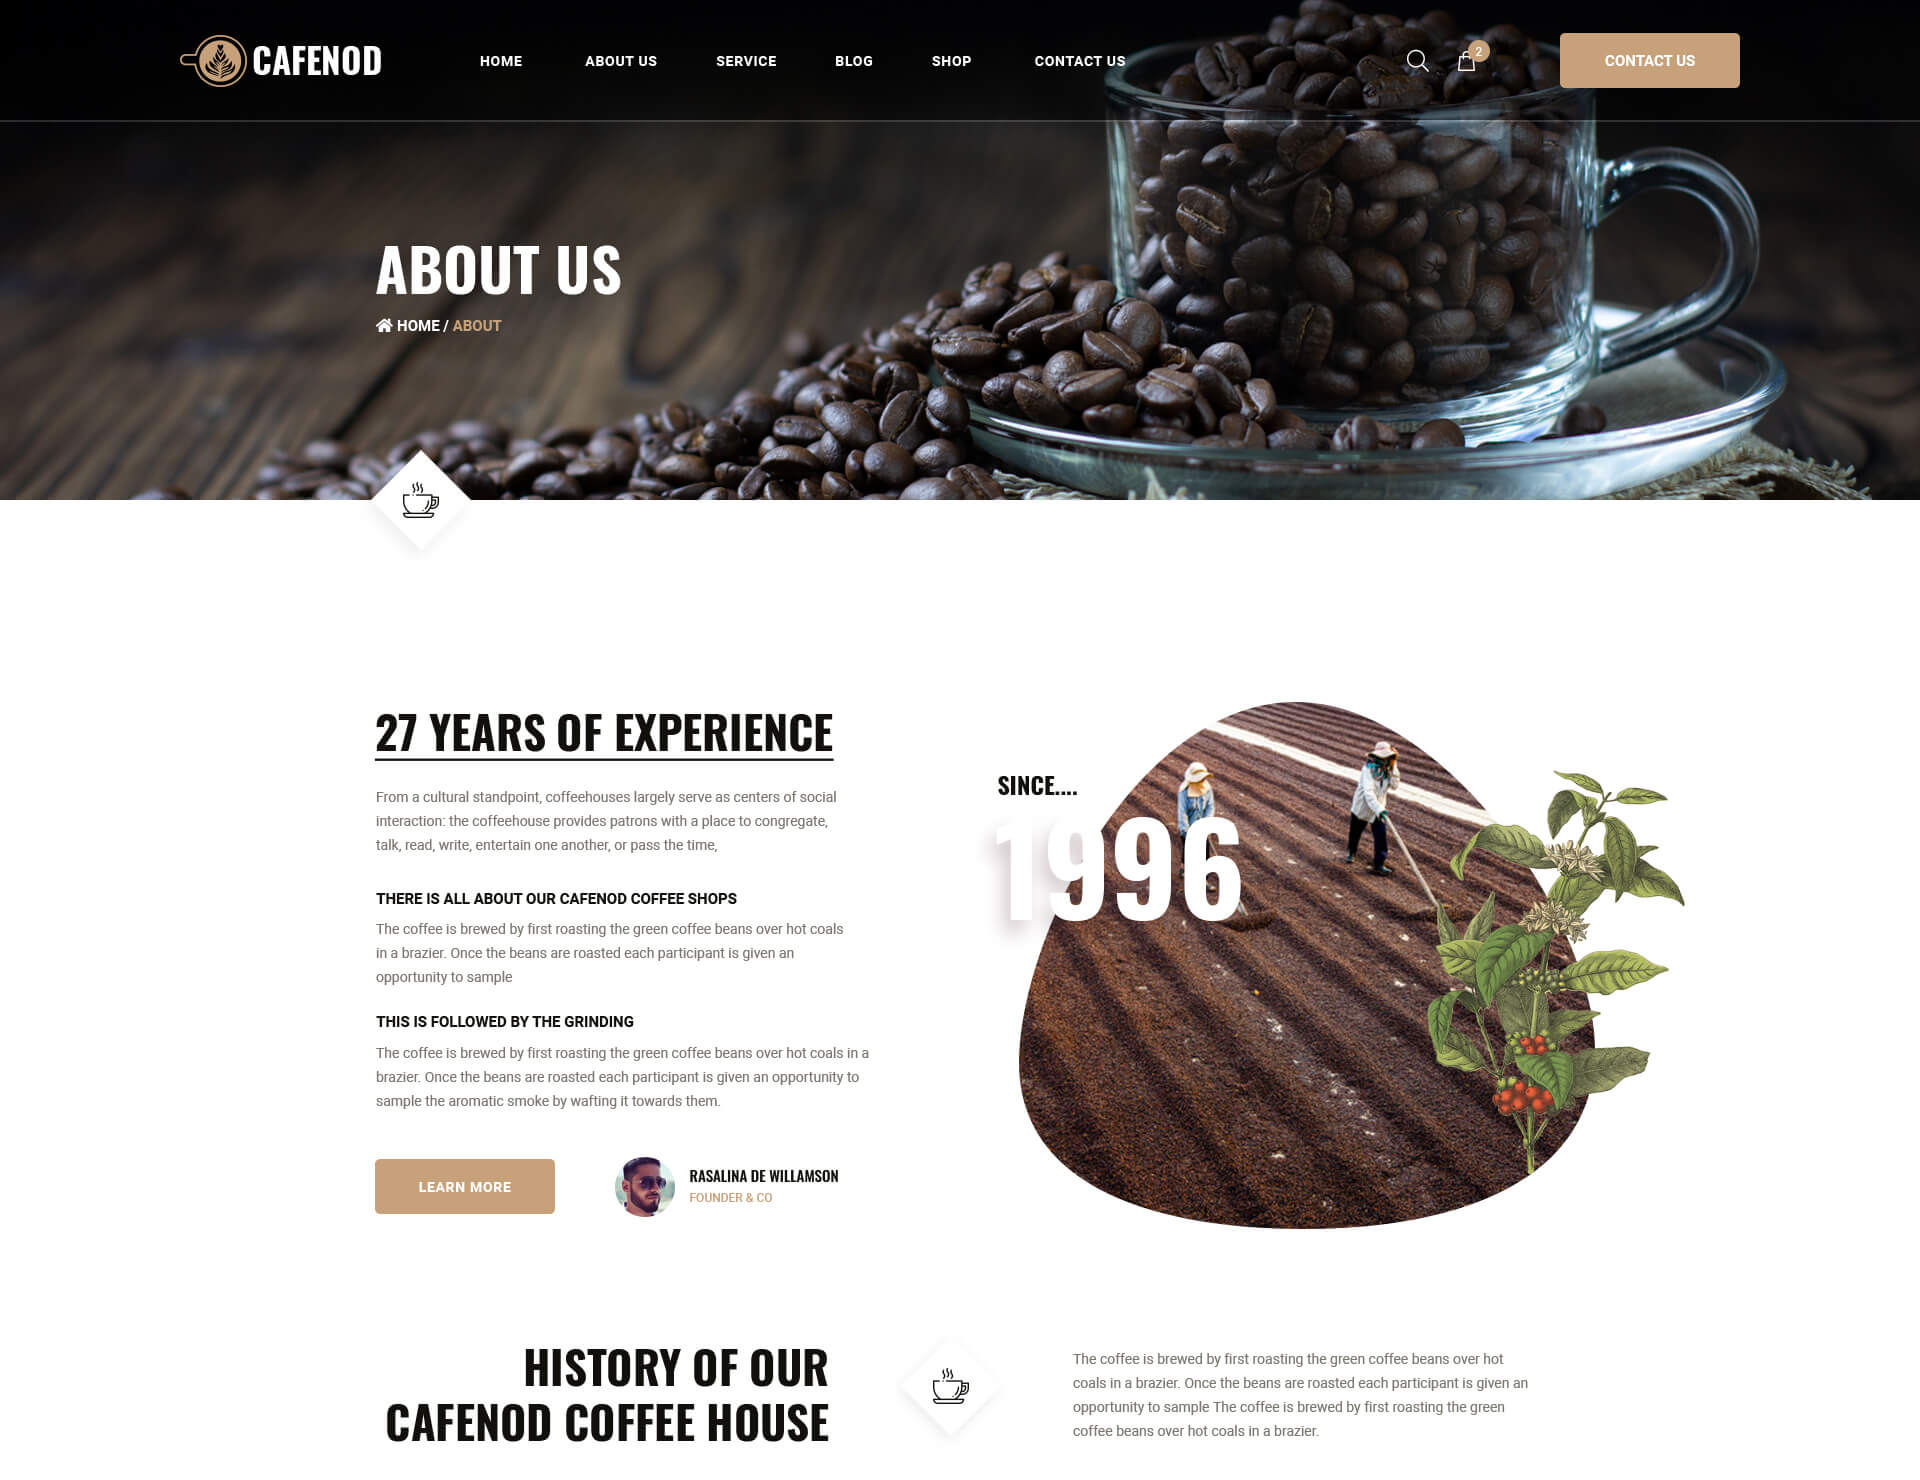 CAFENOD
HOME ABOUT US SERVICE BLOG SHOP CONTACT US
2
CONTACT US
ABOUT US
HOME / ABOUT
27 YEARS OF EXPERIENCE
From a cultural standpoint, coffeehouses largely serve as centers of social
interaction: the coffeehouse provides patrons with a place to congregate,
talk, read, write, entertain one another, or pass the time,
THERE IS ALL ABOUT OUR CAFENOD COFFEE SHOPS
The coffee is brewed by first roasting the green coffee beans over hot coals
in a brazier. Once the beans are roasted each participant is given an
opportunity to sample
THIS IS FOLLOWED BY THE GRINDING
The coffee is brewed by first roasting the green coffee beans over hot coals in a
brazier. Once the beans are roasted each participant is given an opportunity to
sample the aromatic smoke by wafting it towards them.
LEARN MORE
RASALINA DE WILLAMSON
FOUNDER & CO
SINCE....
1996
HISTORY OF OUR
CAFENOD COFFEE HOUSE
The coffee is brewed by first roasting the green coffee beans over hot
coals in a brazier. Once the beans are roasted each participant is given an
opportunity to sample The coffee is brewed by first roasting the green
coffee beans over hot coals in a brazier.